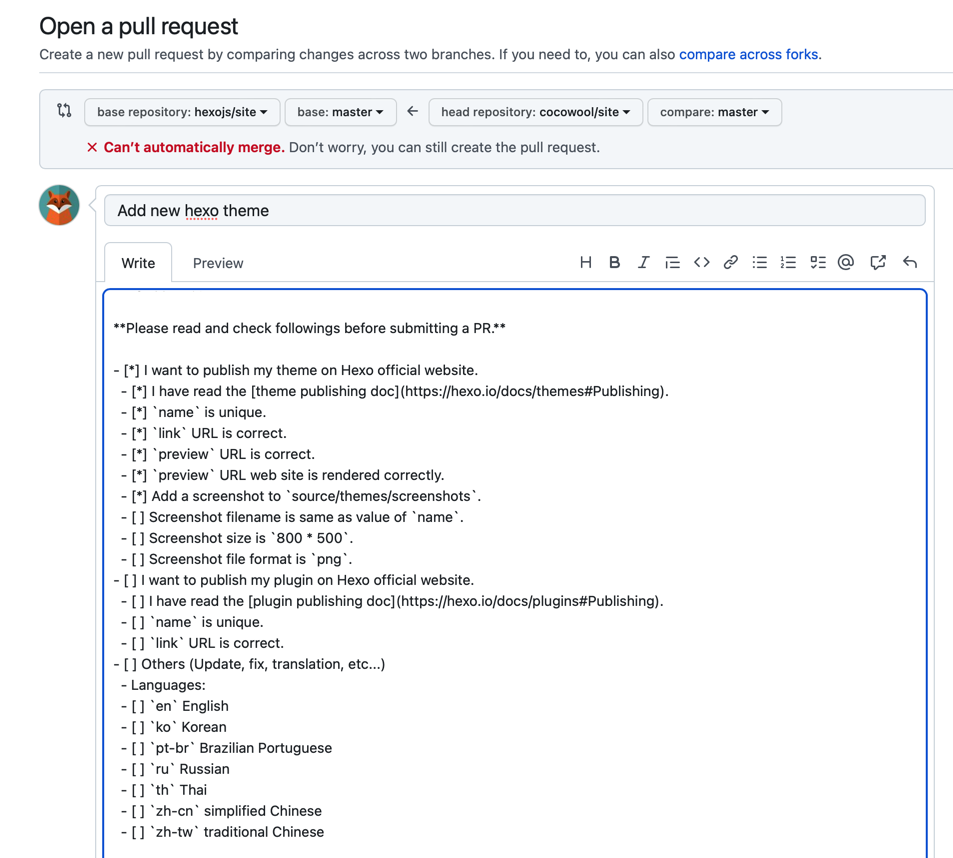 Open a pull request
Create a new pull request by comparing changes across two branches. If you need to, you can also compare across forks.
base repository: hexojs/site base: master ← head repository: cocowool/site compare: master
× Can't automatically merge. Don't worry, you can still create the pull request.
Add new hexo theme
Write Preview
**Please read and check followings before submitting a PR.**
- [*] I want to publish my theme on Hexo official website.
- [*] I have read the [theme publishing doc](https://hexo.io/docs/themes#Publishing).
- [*] `name` is unique.
- [*] `link` URL is correct.
- [*] `preview` URL is correct.
- [*] `preview` URL web site is rendered correctly.
- [*] Add a screenshot to `source/themes/screenshots`.
- [ ] Screenshot filename is same as value of `name`.
- [ ] Screenshot size is `800 * 500`.
- [ ] Screenshot file format is `png`.
- [ ] I want to publish my plugin on Hexo official website.
- [ ] I have read the [plugin publishing doc](https://hexo.io/docs/plugins#Publishing).
- [ ] `name` is unique.
- [ ] `link` URL is correct.
- [ ] Others (Update, fix, translation, etc...)
- Languages:
- [ ] `en` English
- [ ] `ko` Korean
- [ ] `pt-br` Brazilian Portuguese
- [ ] `ru` Russian
- [ ] `th` Thai
- [ ] `zh-cn` simplified Chinese
- [ ] `zh-tw` traditional Chinese